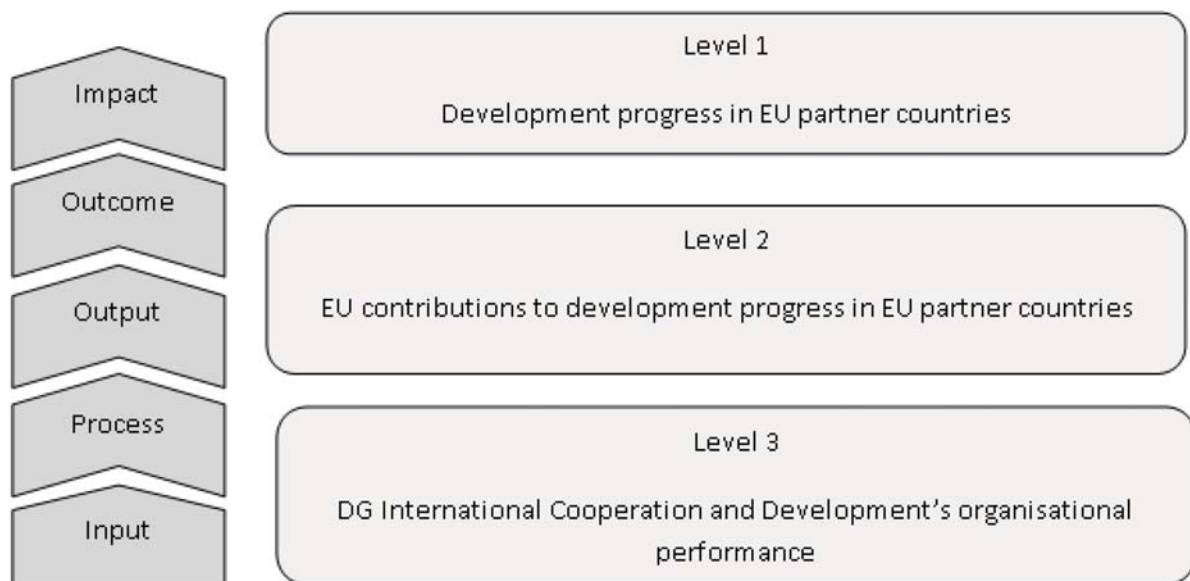 Impact
Outcome
Output
Process
Input
Level 1
Development progress in EU partner countries
Level 2
EU contributions to development progress in EU partner countries
Level 3
DG International Cooperation and Development’s organisational
performance